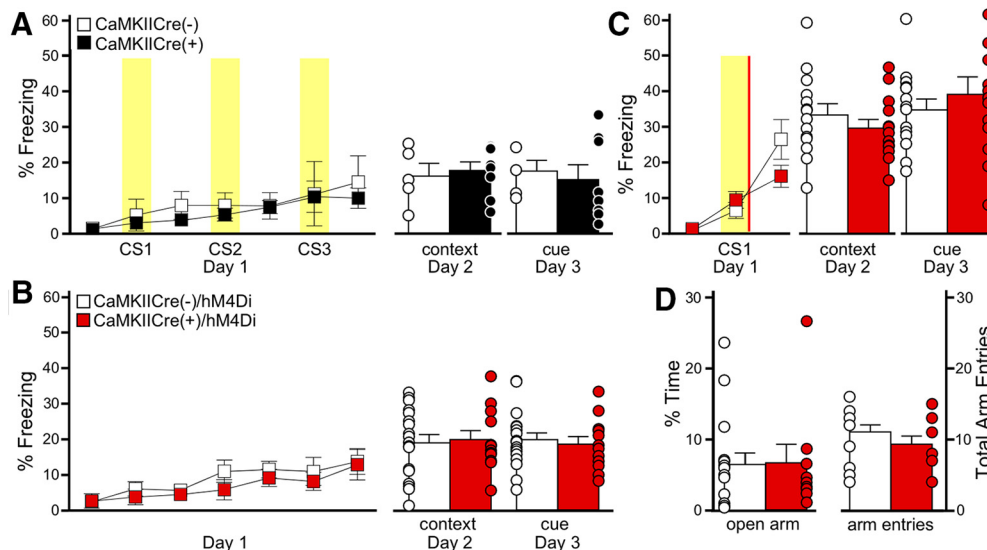 A
CaMKIICre(-)
CaMKIICre(+)
% Freezing
60
50
40
30
20
10
0
CS1 CS2 CS3
Day 1
context
Day 2
cue
Day 3
C
% Freezing
60
50
40
30
20
10
0
CS1
Day 1
context
Day 2
cue
Day 3
B
CaMKIICre(-)/hM4Di
CaMKIICre(+)/hM4Di
% Freezing
60
50
40
30
20
10
0
Day 1
context
Day 2
cue
Day 3
D
% Time
30
20
10
0
open arm
arm entries
30
20
10
0
Total Arm Entries